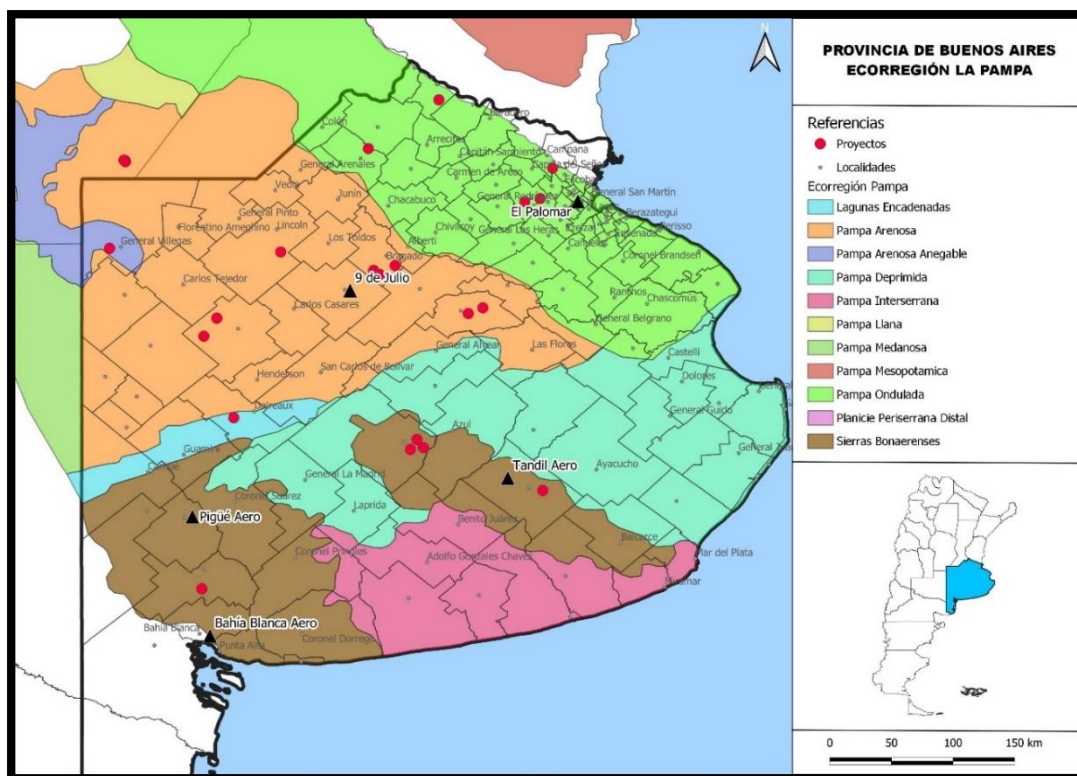 PROVINCIA DE BUENOS AIRES
ECORREGIÓN LA PAMPA
Referencias
Proyectos
Localidades
Ecorregión Pampa
Lagunas Encadenadas
Pampa Arenosa
Pampa Arenosa Anegable
Pampa Deprimida
Pampa Interserrana
Pampa Llana
Pampa Medanosa
Pampa Mesopotamica
Pampa Ondulada
Planicie Periserrana Distal
Sierras Bonaerenses
0 50 100 150 km
N
Colón
Baradero
Arrecifes
Capitán Sarmiento
Campana
General Arenales
Carmen de Areco
Escobar
Vedia
Junín
Chacabuco
General San Martín
General Pinto
El Palomar
Berazategui
Florentino Ameghino
Lincoln
Chivilcoy
General Las Heras
Ensenada
Berisso
Los Toldos
Alberti
Cañuelas
General Villegas
Bragado
Coronel Brandsen
Carlos Tejedor
9 de Julio
Ranchos
Chascomús
Carlos Casares
General Belgrano
General Alvear
Las Flores
Castelli
Henderson
San Carlos de Bolívar
Dolores
Daireaux
General Guido
Azul
Guaminí
Tandil Aero
Ayacucho
General La Madrid
Coronel Suárez
Laprida
Pigüé Aero
Benito Juárez
Balcarce
Coronel Pringles
Adolfo Gonzales Chaves
Mar del Plata
Miramar
Bahía Blanca
Bahía Blanca Aero
Punta Alta
Coronel Dorrego